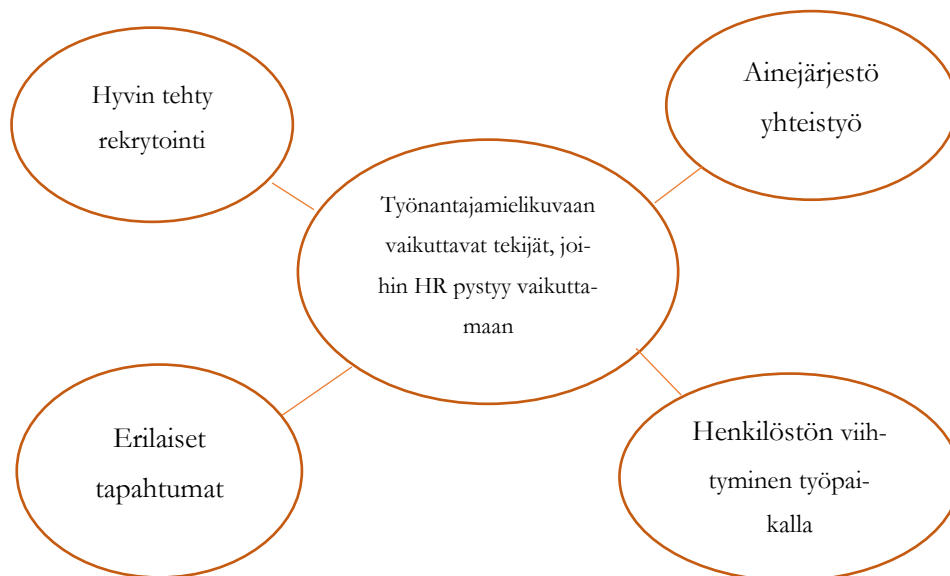 Hyvin tehty
rekrytointi
Ainejärjestö
yhteistyö
Työnantajamielikuvaan
vaikuttavat tekijät, joi-
hin HR pystyy vaikutta-
maan
Erilaiset
tapahtumat
Henkilöstön viih-
tyminen työpai-
kalla